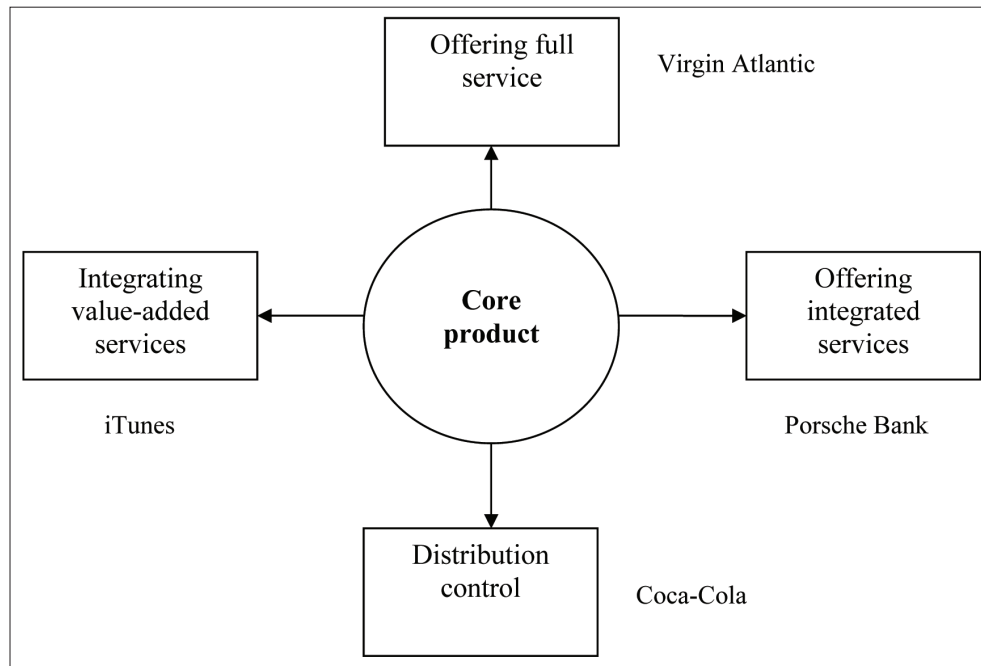 Offering full
service
Virgin Atlantic
Integrating
value-added
services
Core
product
Offering
integrated
services
iTunes
Porsche Bank
Distribution
control
Coca-Cola